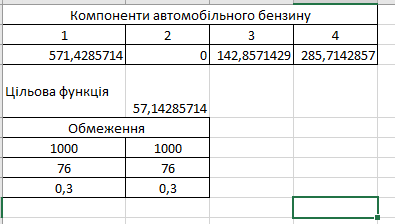 Компоненти автомобільного бензину
1 2 3 4
571,4285714 0 142,8571429 285,7142857
Цільова функція
57,14285714
Обмеження
1000 1000
76 76
0,3 0,3